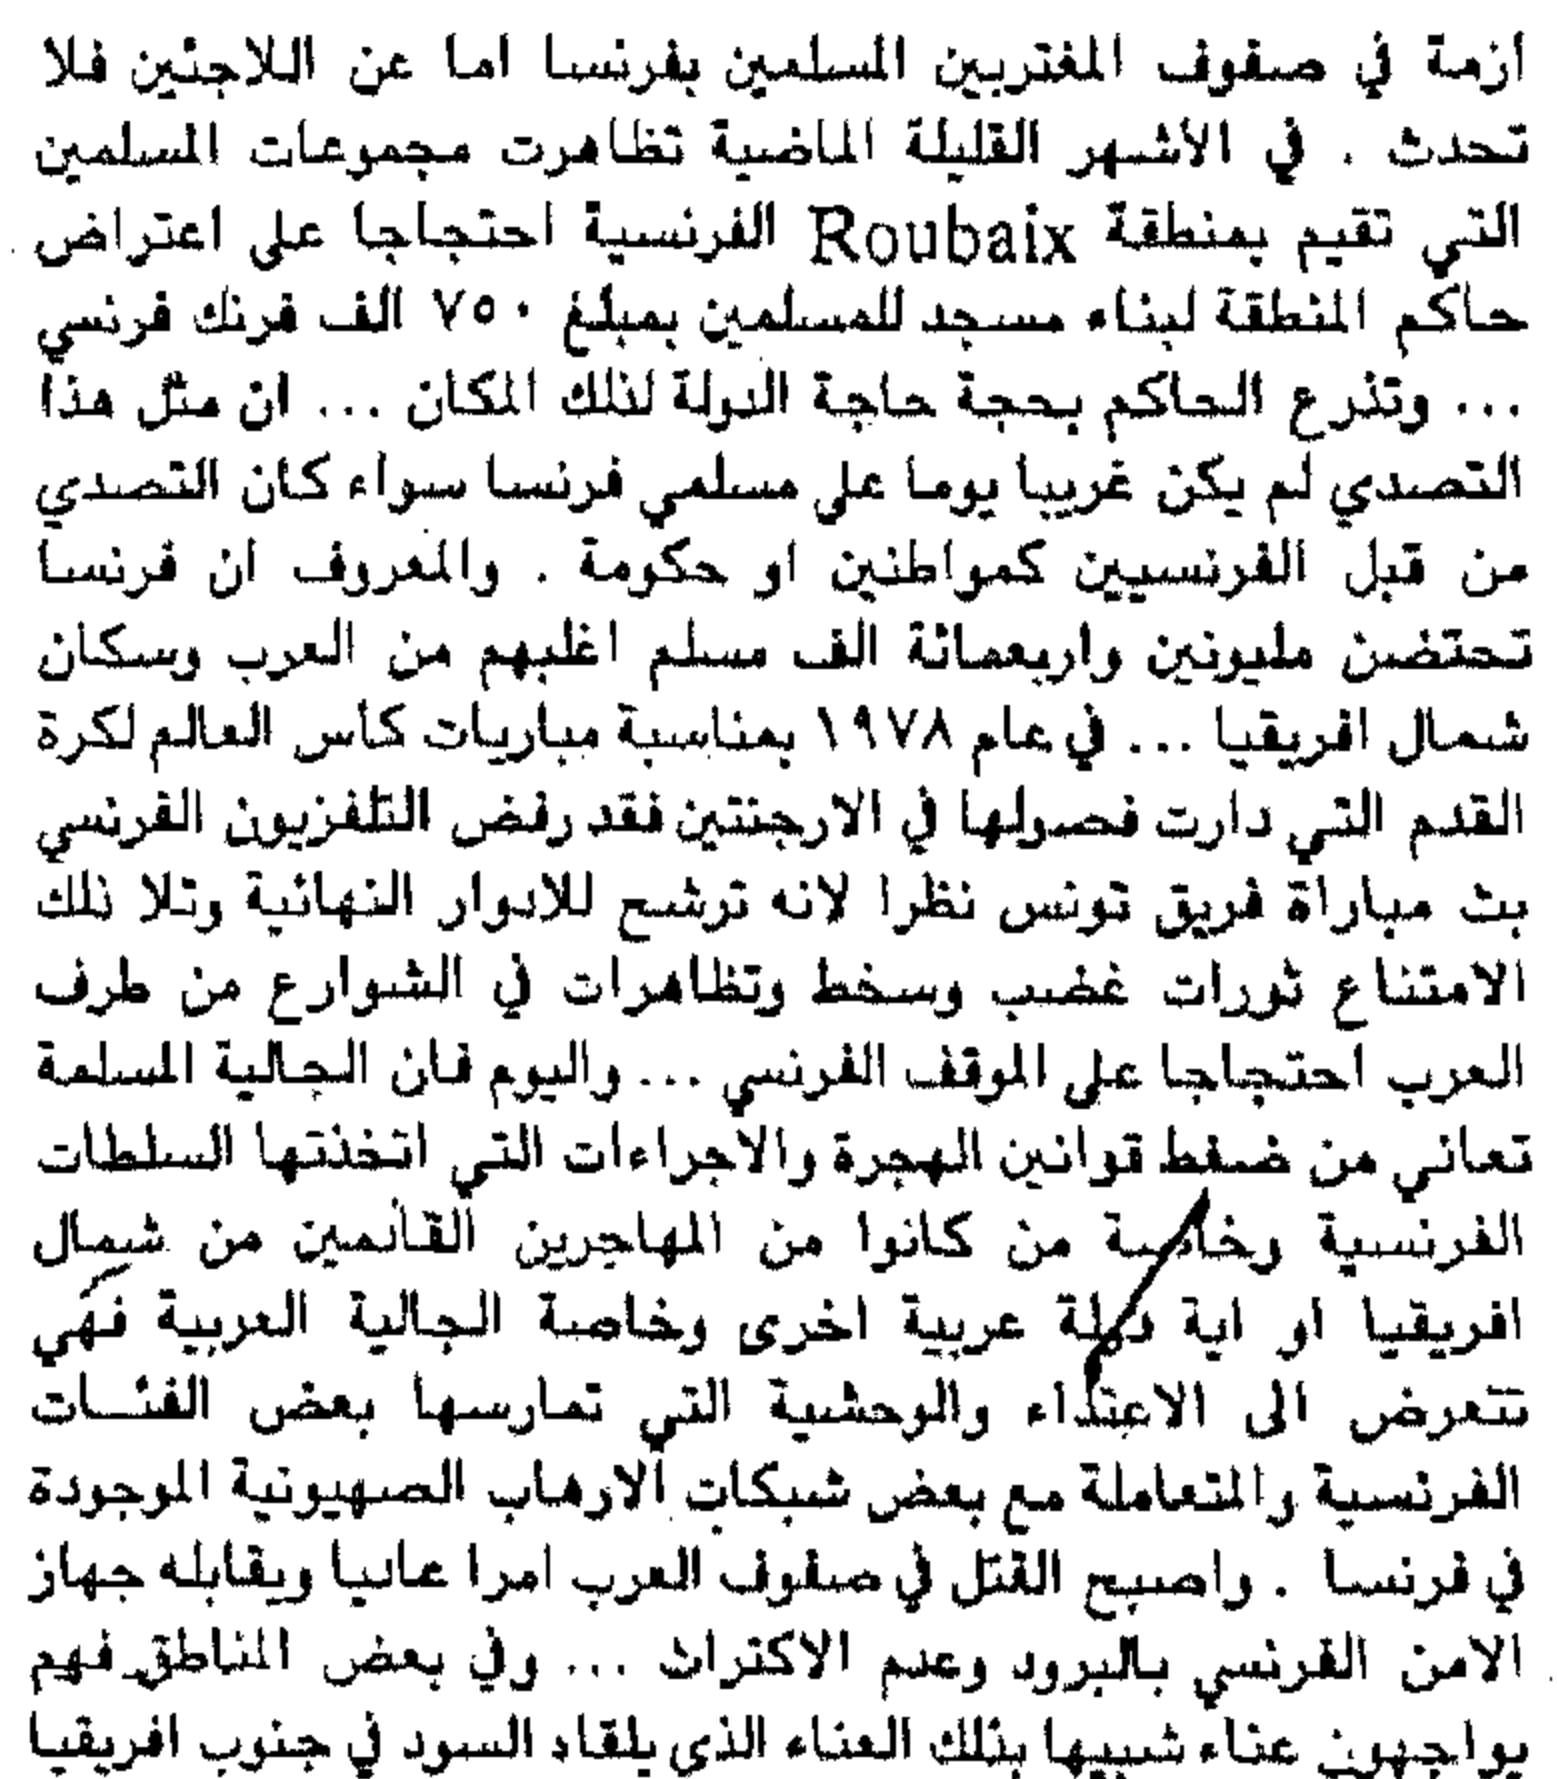 ازمة في صفوف المغتربين المسلمين بفرنسا اما عن اللاجئين فلا
تحدث . في الاشهر القليلة الماضية تظاهرت مجموعات المسلمين
التي تقيم بمنطقة Roubaix الفرنسية احتجاجا على اعتراض
حاكم المنطقة لبناء مسجد للمسلمين بمبلغ ٧٥٠ الف فرنك فرنسي
... وتذرع الحاكم بحجة حاجة الدولة لذلك المكان ... ان مثل هذا
التصدي لم يكن غريبا يوما على مسلمي فرنسا سواء كان التصدي
من قبل الفرنسيين كمواطنين او حكومة . والمعروف ان فرنسا
تحتضن مليونين واربعمائة الف مسلم اغلبهم من العرب وسكان
شمال افريقيا ... في عام ١٩٧٨ بمناسبة مباريات كأس العالم لكرة
القدم التي دارت فصولها في الارجنتين فقد رفض التلفزيون الفرنسي
بث مباراة فريق تونس نظرا لانه ترشح للادوار النهائية وتلا ذلك
الامتناع ثورات غضب وسخط وتظاهرات في الشوارع من طرف
العرب احتجاجا على الموقف الفرنسي ... واليوم فان الجالية المسلمة
تعاني من ضغط قوانين الهجرة والاجراءات التي اتخذتها السلطات
الفرنسية وخاصة من كانوا من المهاجرين القادمين من شمال
افريقيا او اية دولة عربية اخرى وخاصة الجالية العربية فهي
تتعرض الى الاعتداء والوحشية التي تمارسها بعض الفئات
الفرنسية والمتعاملة مع بعض شبكات الارهاب الصهيونية الموجودة
في فرنسا . واصبح القتل في صفوف العرب امرا عاديا ويقابله جهاز
الامن الفرنسي بالبرود وعدم الاكتراث ... وفي بعض المناطق فهم
يواجهون عناء شبيها بذلك العناء الذي يلقاه السود في جنوب افريقيا